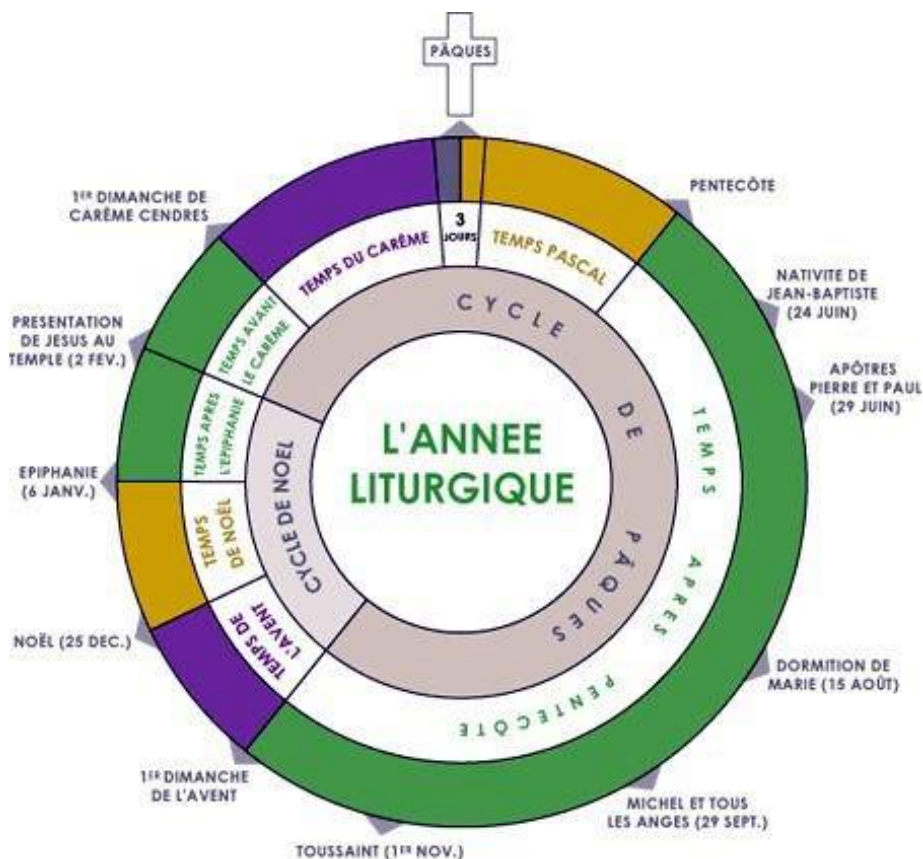 PÂQUES
1ER DIMANCHE DE
CARÊME CENDRES
PENTECÔTE
3
JOURS
TEMPS DU CARÊME
TEMPS PASCAL
NATIVITE DE
JEAN-BAPTISTE
(24 JUIN)
PRESENTATION
DE JESUS AU
TEMPLE (2 FEV.)
TEMPS AVANT
LE CARÊME
CYCLE DE PÂQUES
APÔTRES
PIERRE ET PAUL
(29 JUIN)
TEMPS APRES
L'EPIPHANIE
L'ANNEE
LITURGIQUE
TEMPS APRES PENTECÔTE
EPIPHANIE
(6 JANV.)
CYCLE DE NOEL
TEMPS
DE NOËL
NOËL (25 DEC.)
TEMPS DE
L'AVENT
DORMITION DE
MARIE (15 AOÛT)
1ER DIMANCHE
DE L'AVENT
MICHEL ET TOUS
LES ANGES (29 SEPT.)
TOUSSAINT (1ER NOV.)